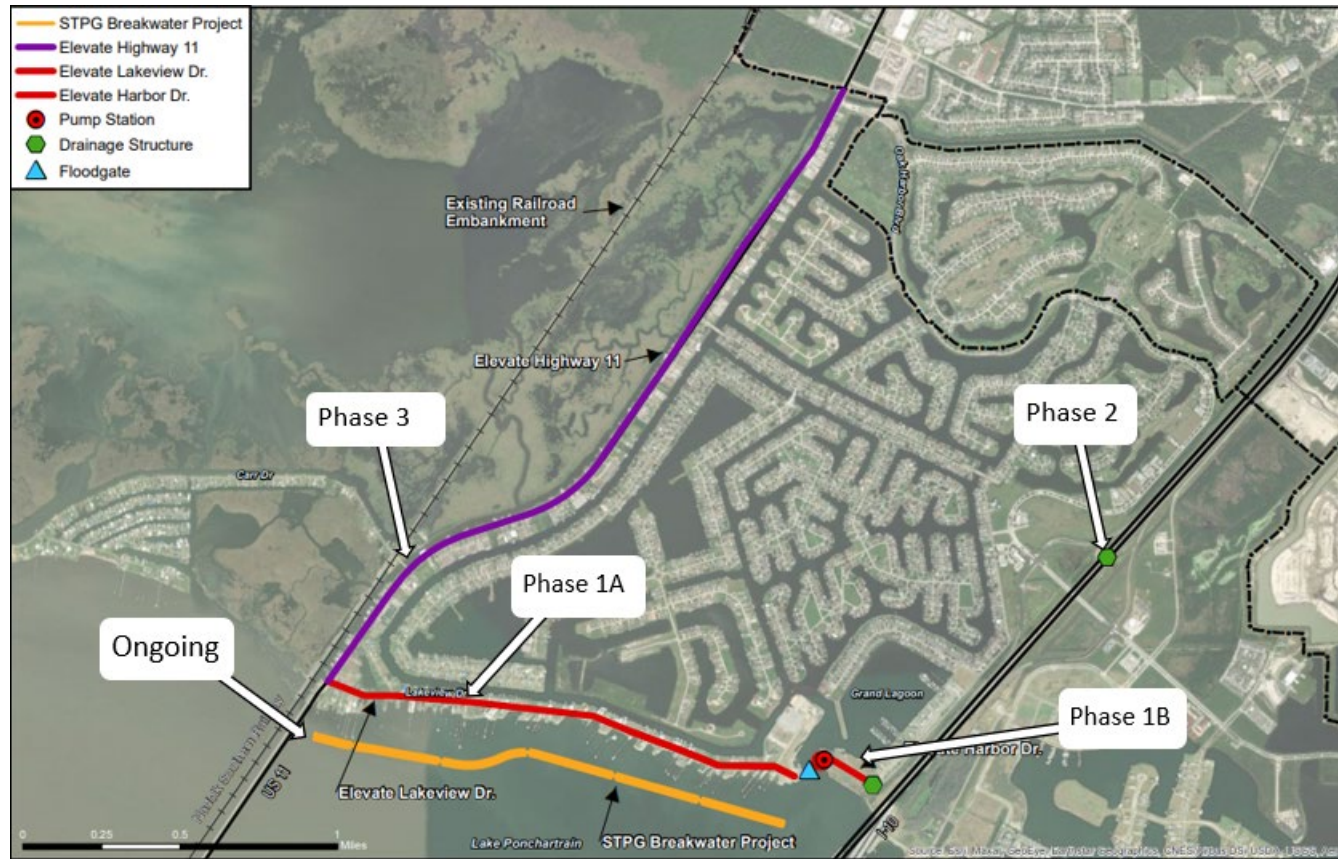 STPG Breakwater Project
Elevate Highway 11
Elevate Lakeview Dr.
Elevate Harbor Dr.
Pump Station
Drainage Structure
Floodgate
Oak Harbor Blvd
Existing Railroad
Embankment
Elevate Highway 11
Phase 3
Phase 2
Carr Dr
Phase 1A
Ongoing
Lakeview Dr
Grand Lagoon
Phase 1B
Harbor Dr.
US 11
Elevate Lakeview Dr.
I-10
0 0.25 0.5 1
Miles
Lake Ponchartrain
STPG Breakwater Project